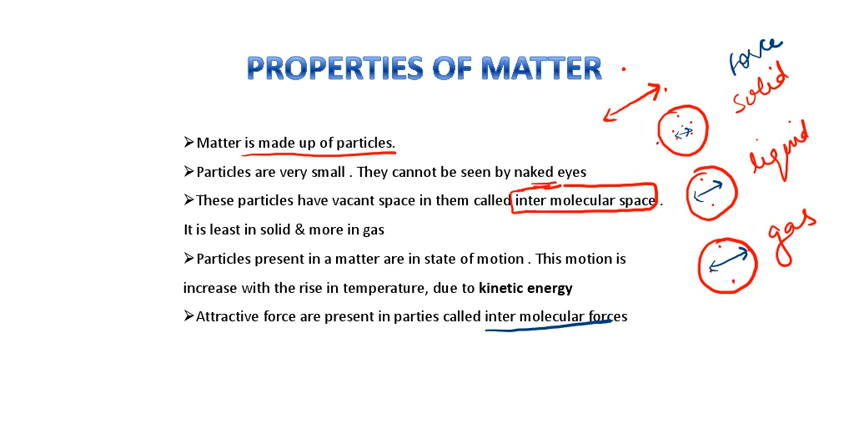 PROPERTIES OF MATTER
force
solid
➢Matter is made up of particles.
liquid
➢Particles are very small . They cannot be seen by naked eyes
➢These particles have vacant space in them called inter molecular space .
gas
It is least in solid & more in gas
➢Particles present in a matter are in state of motion . This motion is
increase with the rise in temperature, due to kinetic energy
➢Attractive force are present in parties called inter molecular forces